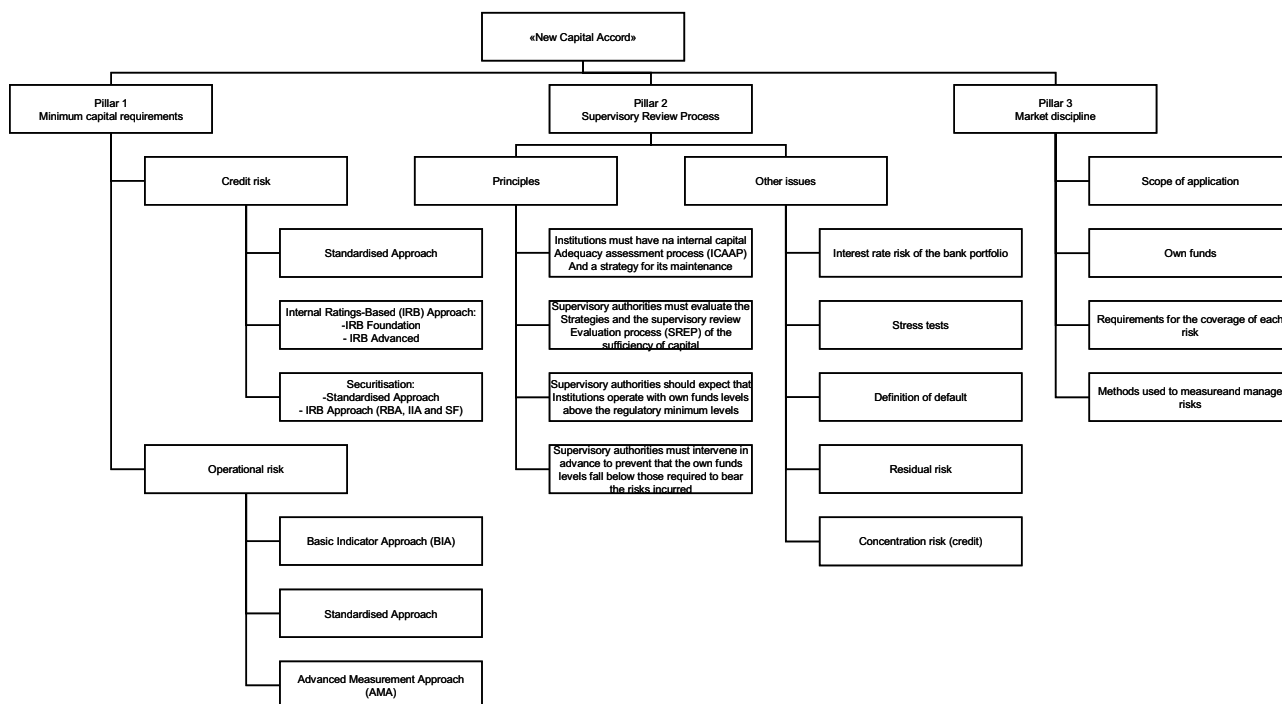 «New Capital Accord»
Pillar 1
Minimum capital requirements
Pillar 2
Supervisory Review Process
Pillar 3
Market discipline
Credit risk
Principles
Other issues
Scope of application
Standardised Approach
Institutions must have na internal capital
Adequacy assessment process (ICAAP)
And a strategy for its maintenance
Interest rate risk of the bank portfolio
Own funds
Internal Ratings-Based (IRB) Approach:
-IRB Foundation
- IRB Advanced
Supervisory authorities must evaluate the
Strategies and the supervisory review
Evaluation process (SREP) of the
sufficiency of capital
Stress tests
Requirements for the coverage of each
risk
Securitisation:
-Standardised Approach
- IRB Approach (RBA, IIA and SF)
Supervisory authorities should expect that
Institutions operate with own funds levels
above the regulatory minimum levels
Definition of default
Methods used to measureand manage
risks
Operational risk
Supervisory authorities must intervene in
advance to prevent that the own funds
levels fall below those required to bear
the risks incurred
Residual risk
Basic Indicator Approach (BIA)
Concentration risk (credit)
Standardised Approach
Advanced Measurement Approach
(AMA)